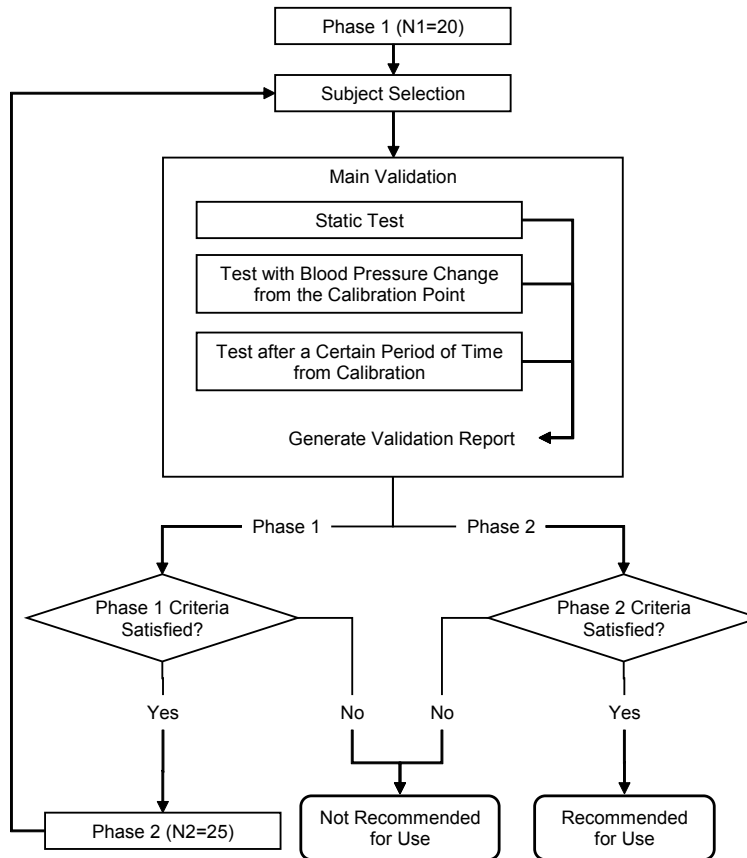 Phase 1 (N1=20)
Subject Selection
Main Validation
Static Test
Test with Blood Pressure Change
from the Calibration Point
Test after a Certain Period of Time
from Calibration
Generate Validation Report
Phase 1
Phase 2
Phase 1 Criteria
Satisfied?
Phase 2 Criteria
Satisfied?
Yes
No
No
Yes
Phase 2 (N2=25)
Not Recommended
for Use
Recommended
for Use